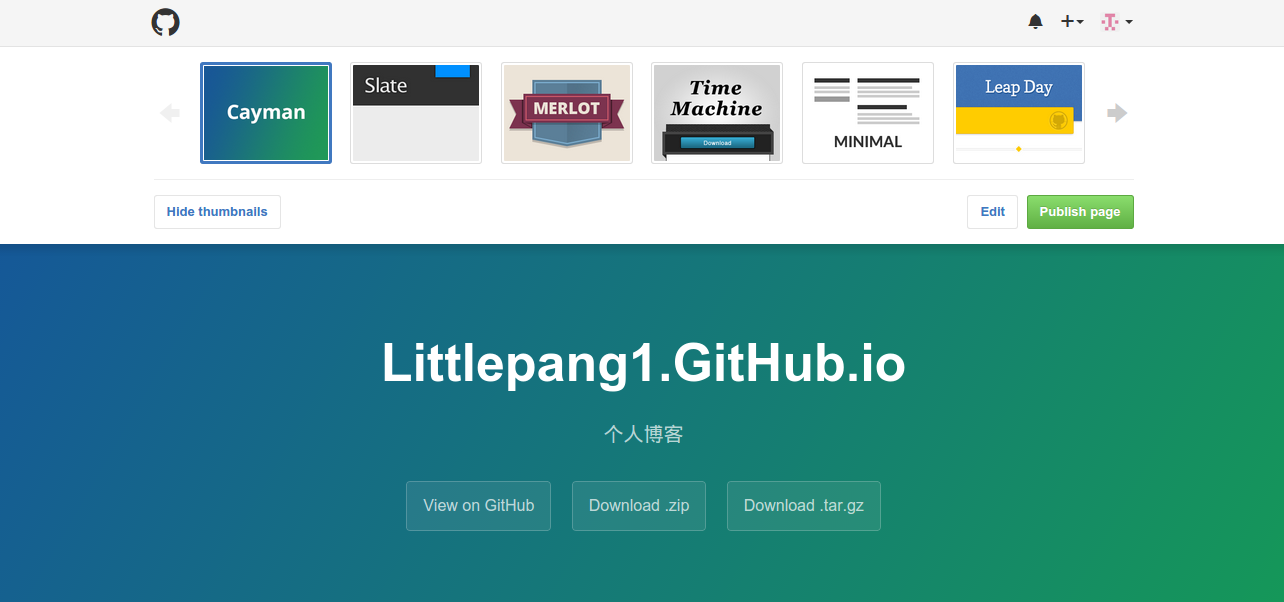 Cayman
Slate
MERLOT
Time
Machine
Download
MINIMAL
Leap Day
Hide thumbnails
Edit
Publish page
Littlepang1.GitHub.io
个人博客
View on GitHub
Download .zip
Download .tar.gz